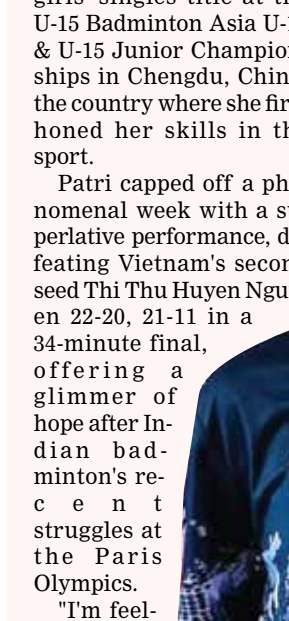 girls' singles title at th
U-15 Badminton Asia U-1
& U-15 Junior Champion
ships in Chengdu, Chin
the country where she fir
honed her skills in th
sport.
Patri capped off a ph
nomenal week with a su
perlative performance, d
feating Vietnam's secon
seed Thi Thu Huyen Ngu
en 22-20, 21-11 in a
34-minute final,
offering a
glimmer of
hope after In-
dian bad-
minton's re-
c e n t
struggles at
the Paris
Olympics.
"I'm feel-